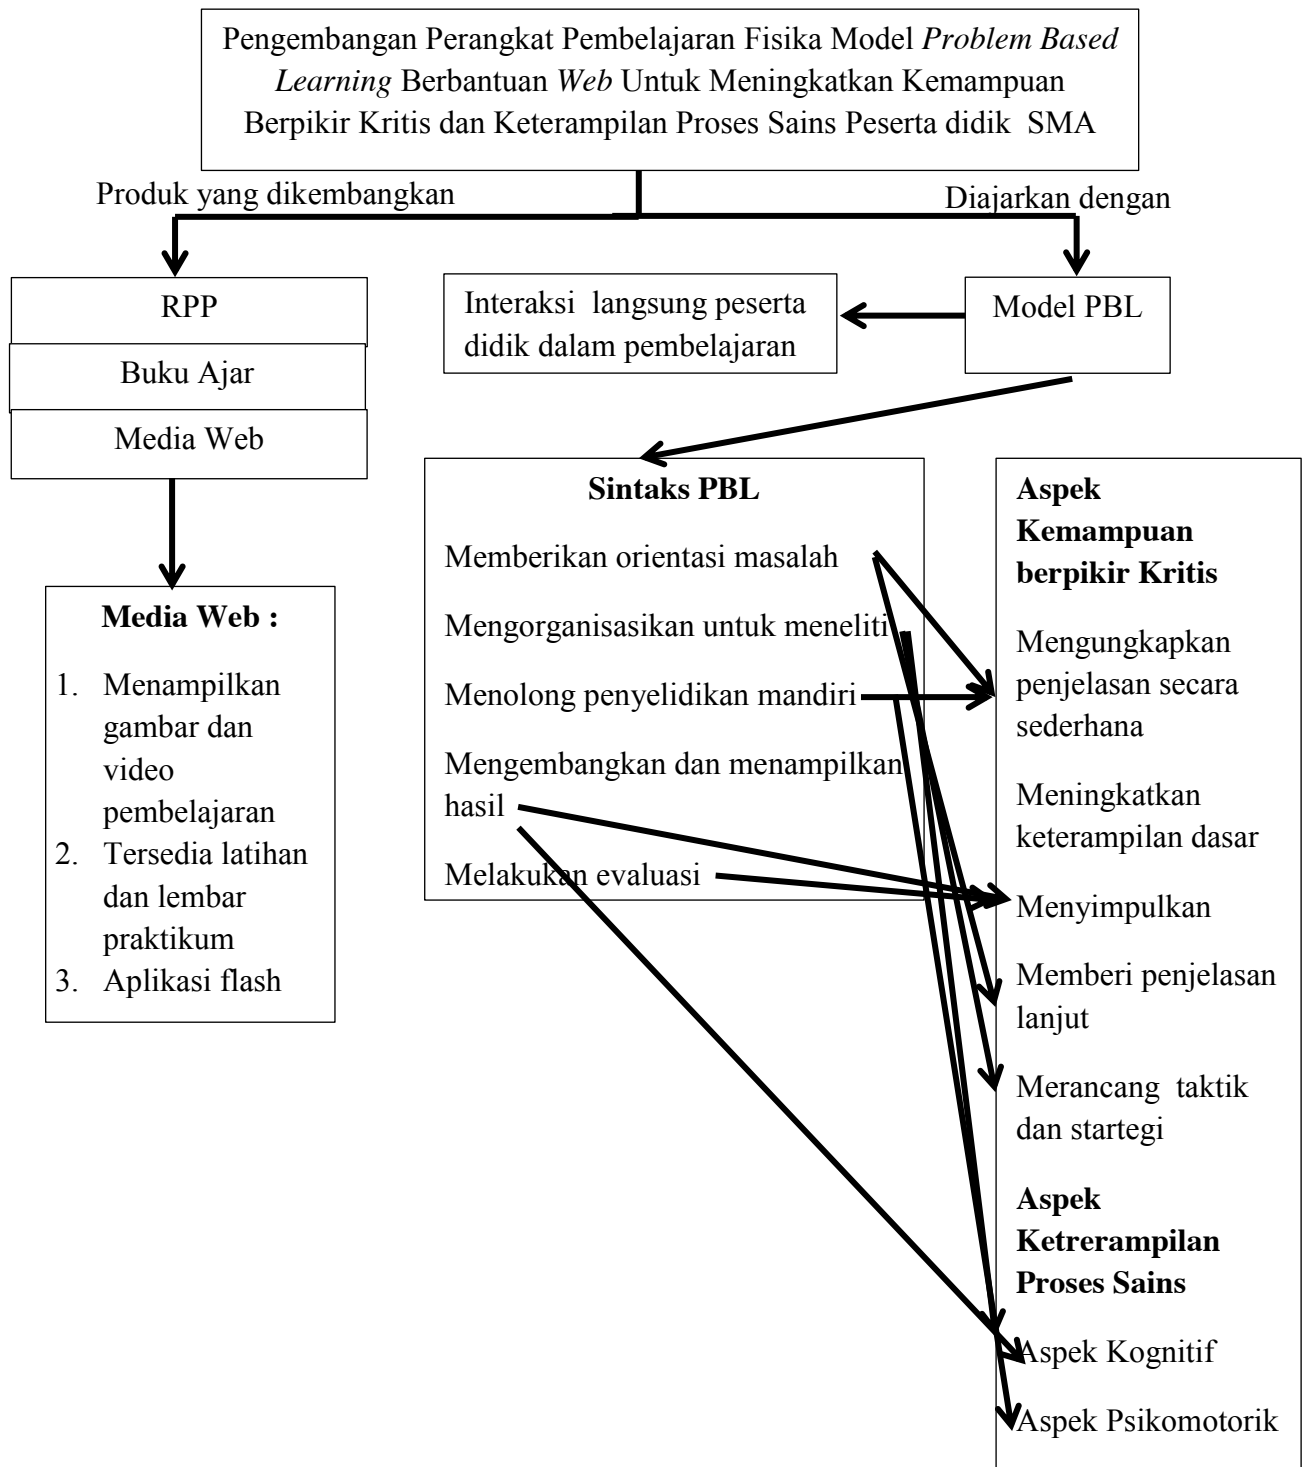 Pengembangan Perangkat Pembelajaran Fisika Model Problem Based
Learning Berbantuan Web Untuk Meningkatkan Kemampuan
Berpikir Kritis dan Keterampilan Proses Sains Peserta didik SMA
Produk yang dikembangkan
Diajarkan dengan
RPP
Buku Ajar
Media Web
Interaksi langsung peserta
didik dalam pembelajaran
Model PBL
Media Web :
1. Menampilkan
gambar dan
video
pembelajaran
2. Tersedia latihan
dan lembar
praktikum
3. Aplikasi flash
Sintaks PBL
Memberikan orientasi masalah
Mengorganisasikan untuk meneliti
Menolong penyelidikan mandiri
Mengembangkan dan menampilkan
hasil
Melakukan evaluasi
Aspek
Kemampuan
berpikir Kritis
Mengungkapkan
penjelasan secara
sederhana
Meningkatkan
keterampilan dasar
Menyimpulkan
Memberi penjelasan
lanjut
Merancang taktik
dan startegi
Aspek
Ketrerampilan
Proses Sains
Aspek Kognitif
Aspek Psikomotorik